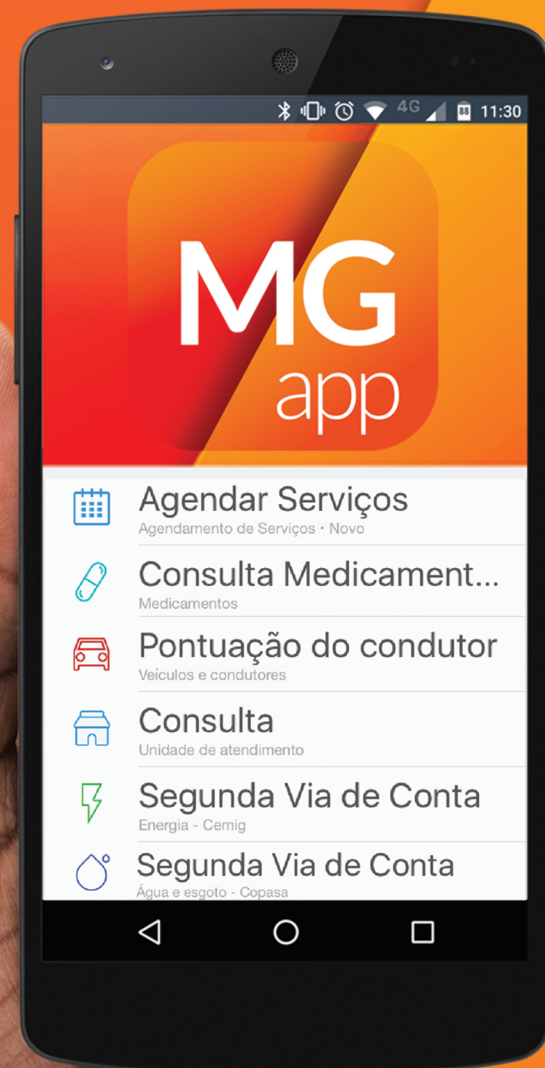 4G 11:30
MG
app
Agendar Serviços
Agendamento de Serviços • Novo
Consulta Medicament...
Medicamentos
Pontuação do condutor
Veículos e condutores
Consulta
Unidade de atendimento
Segunda Via de Conta
Energia - Cemig
Segunda Via de Conta
Água e esgoto - Copasa